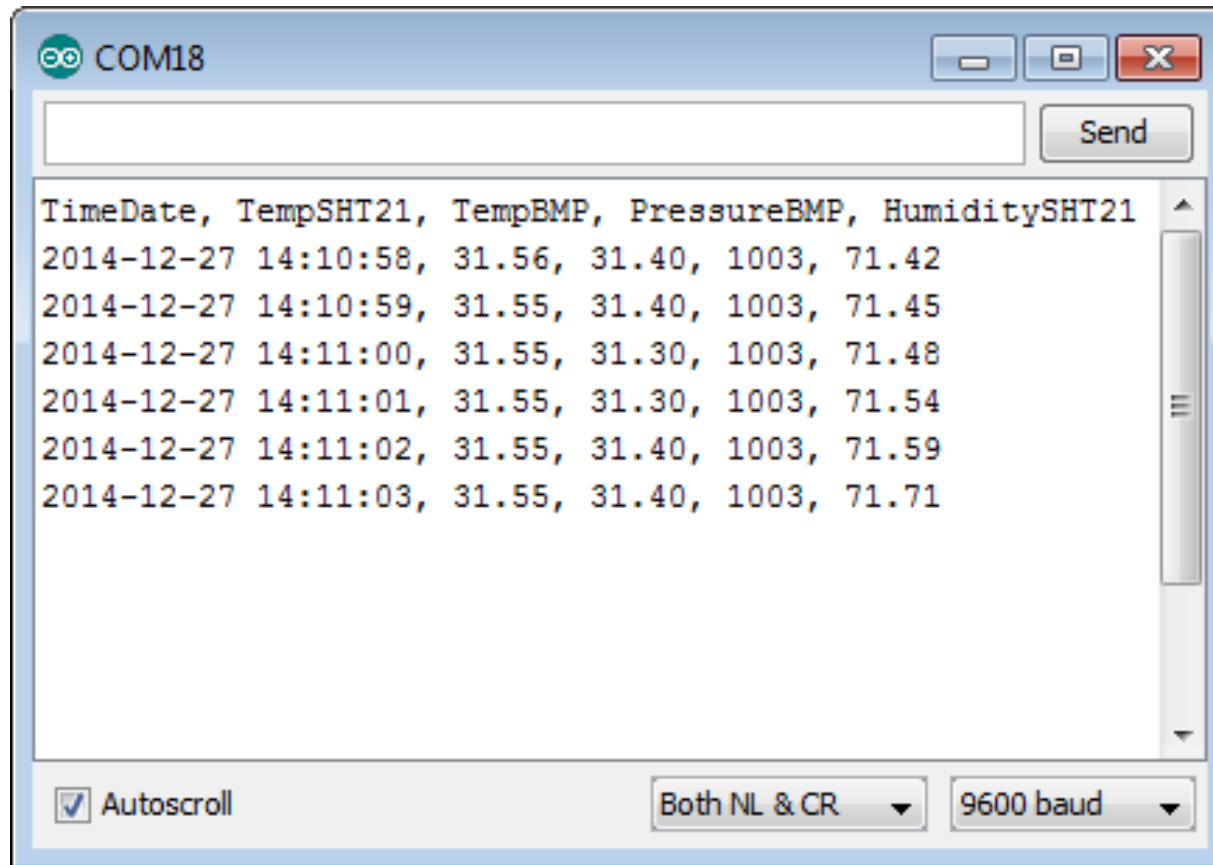 COM18
Send
TimeDate, TempSHT21, TempBMP, PressureBMP, HumiditySHT21
2014-12-27 14:10:58, 31.56, 31.40, 1003, 71.42
2014-12-27 14:10:59, 31.55, 31.40, 1003, 71.45
2014-12-27 14:11:00, 31.55, 31.30, 1003, 71.48
2014-12-27 14:11:01, 31.55, 31.30, 1003, 71.54
2014-12-27 14:11:02, 31.55, 31.40, 1003, 71.59
2014-12-27 14:11:03, 31.55, 31.40, 1003, 71.71
Autoscroll Both NL & CR 9600 baud